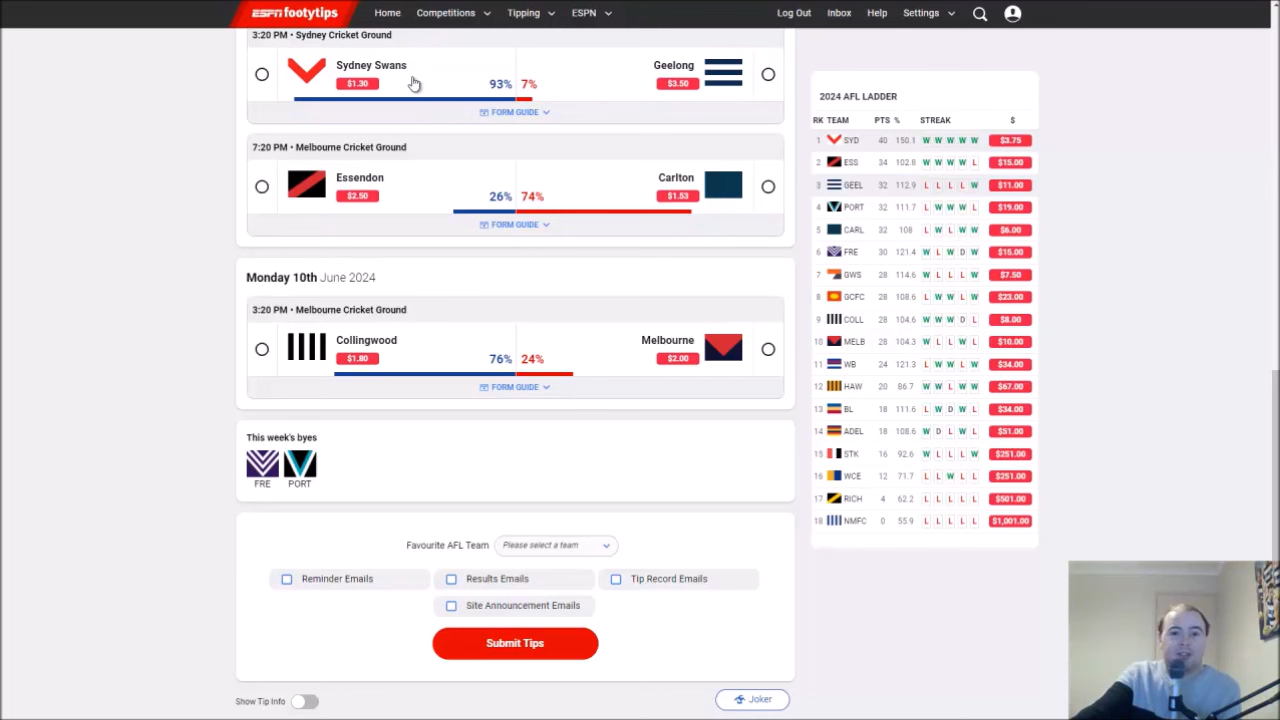 ESPN footytips Home Competitions Tipping ESPN Log Out Inbox Help Settings
3:20 PM • Sydney Cricket Ground
Sydney Swans Geelong
$1.30 93% 7% $3.50
FORM GUIDE
7:20 PM • Melbourne Cricket Ground
Essendon Carlton
$2.50 26% 74% $1.53
FORM GUIDE
Monday 10th June 2024
3:20 PM • Melbourne Cricket Ground
Collingwood Melbourne
$1.80 76% 24% $2.00
FORM GUIDE
This week's byes
FRE PORT
Favourite AFL Team Please select a team
Reminder Emails Results Emails Tip Record Emails
Site Announcement Emails
Submit Tips
Show Tip Info Joker
2024 AFL LADDER
RK TEAM PTS % STREAK $
1 SYD 40 150.1 W W W W W $3.75
2 ESS 34 102.8 W W W W L $15.00
3 GEEL 32 112.9 L L L L W $11.00
4 PORT 32 111.7 L W W W L $19.00
5 CARL 32 108 L W L W W $6.00
6 FRE 30 121.4 W L W D W $15.00
7 GWS 28 114.6 W L L L W $7.50
8 GCFC 28 108.6 L W W L W $23.00
9 COLL 28 104.6 W W W D L $8.00
10 MELB 28 104.3 W L W L L $10.00
11 WB 24 121.3 L W W L W $34.00
12 HAW 20 86.7 W W L W W $67.00
13 BL 18 111.6 L W D W L $34.00
14 ADEL 18 108.6 W D L W L $51.00
15 STK 16 92.6 W L L L W $251.00
16 WCE 12 71.7 L L W L L $251.00
17 RICH 4 62.2 L L L L L $501.00
18 NMFC 0 55.9 L L L L L $1,001.00